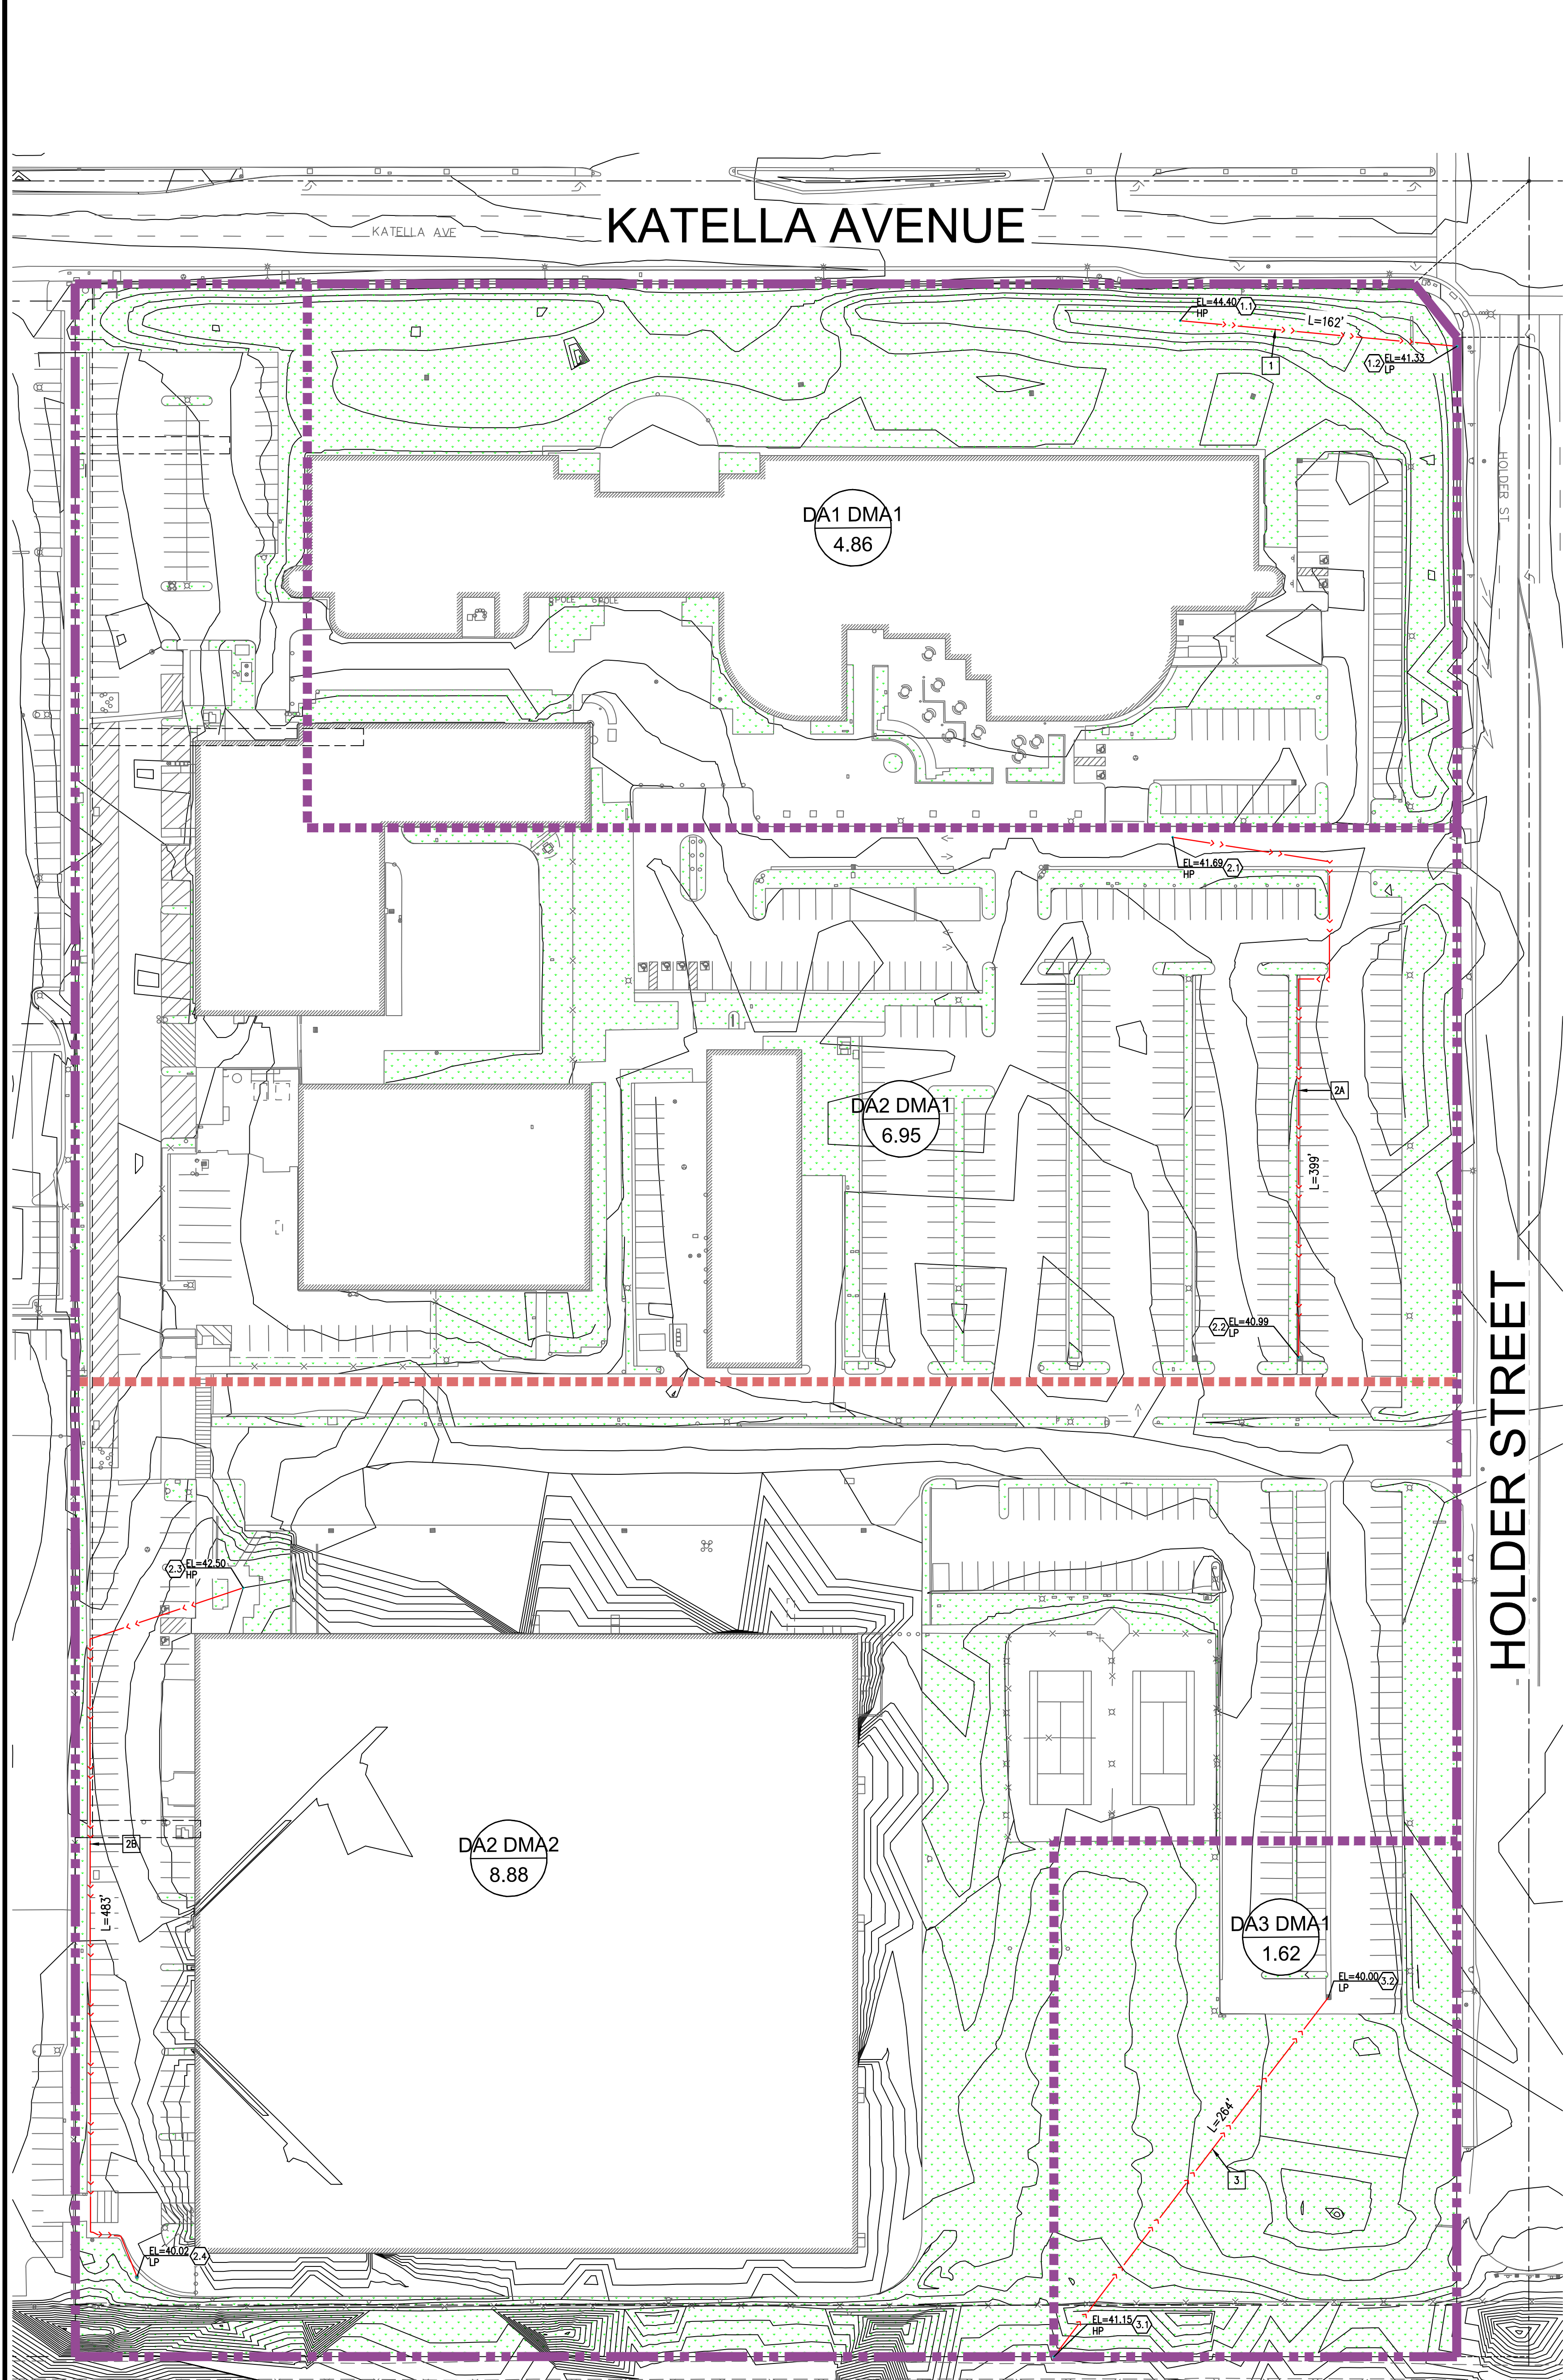 KATELLA AVENUE
KATELLA AVE
EL=44.40
HP
1.1
L=162'
1
1.2
EL=41.33
LP
HOLDER ST
DA1 DMA1
4.86
POLE
POLE
EL=41.69
HP
2.1
2A
L=399'
DA2 DMA1
6.95
2.2
EL=40.99
LP
HOLDER STREET
2.3
EL=42.50
HP
2B
L=483'
DA2 DMA2
8.88
DA3 DMA1
1.62
EL=40.00
LP
3.2
L=264'
3
EL=40.02
LP
2.4
EL=41.15
HP
3.1